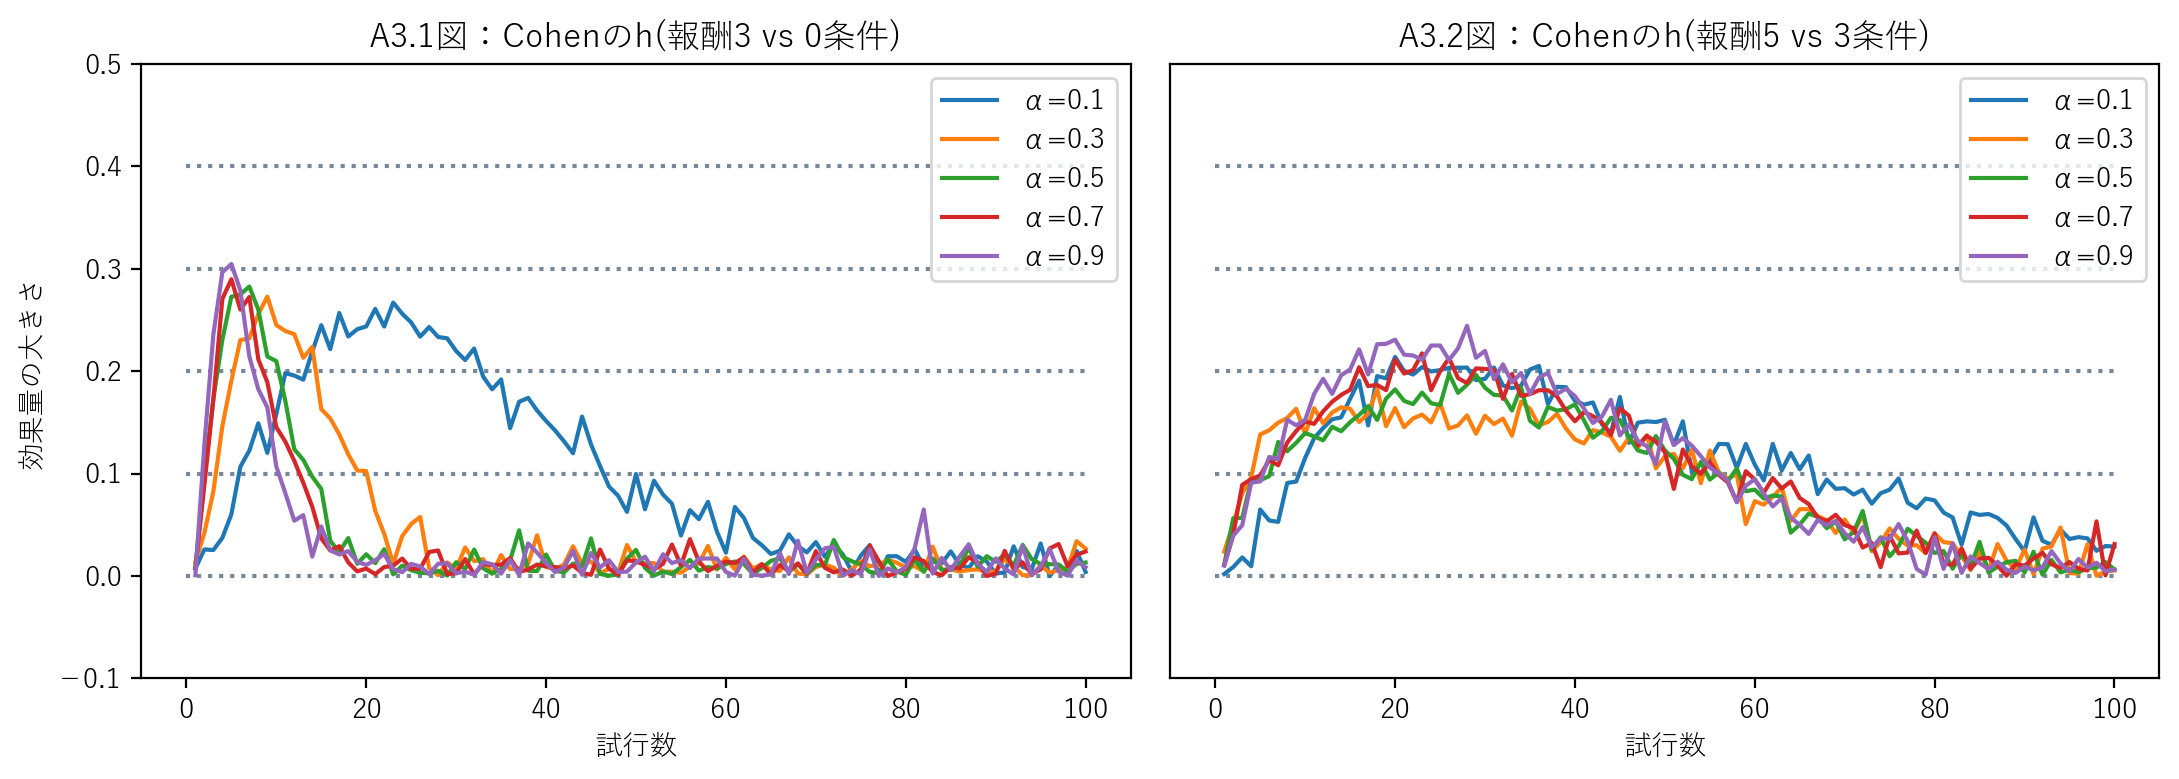 A3.1図：Cohenのh(報酬3 vs 0条件)
効果量の大きさ
0.5
0.4
0.3
0.2
0.1
0.0
−0.1
0 20 40 60 80 100
試行数
α=0.1
α=0.3
α=0.5
α=0.7
α=0.9
A3.2図：Cohenのh(報酬5 vs 3条件)
0 20 40 60 80 100
試行数
α=0.1
α=0.3
α=0.5
α=0.7
α=0.9